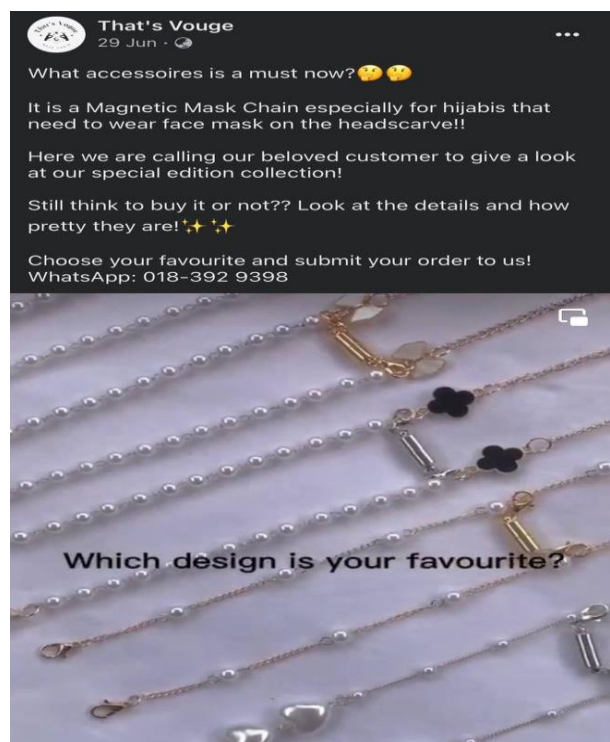 That's Vouge
29 Jun ·
What accessoires is a must now?🤔🤔
It is a Magnetic Mask Chain especially for hijabis that
need to wear face mask on the headscarve!!
Here we are calling our beloved customer to give a look
at our special edition collection!
Still think to buy it or not?? Look at the details and how
pretty they are!✨✨
Choose your favourite and submit your order to us!
WhatsApp: 018-392 9398
Which design is your favourite?